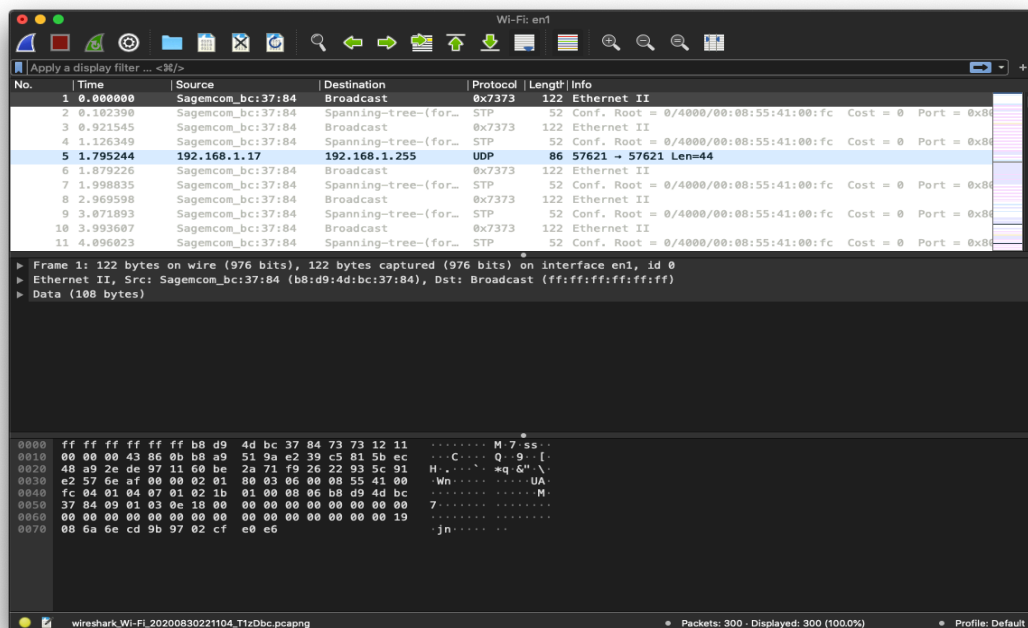 Wi-Fi: en1
Apply a display filter ... <⌘/>
No. Time Source Destination Protocol Length Info
1 0.000000 Sagemcom_bc:37:84 Broadcast 0x7373 122 Ethernet II
2 0.102390 Sagemcom_bc:37:84 Spanning-tree-(for… STP 52 Conf. Root = 0/4000/00:08:55:41:00:fc Cost = 0 Port = 0x80
3 0.921545 Sagemcom_bc:37:84 Broadcast 0x7373 122 Ethernet II
4 1.126349 Sagemcom_bc:37:84 Spanning-tree-(for… STP 52 Conf. Root = 0/4000/00:08:55:41:00:fc Cost = 0 Port = 0x80
5 1.795244 192.168.1.17 192.168.1.255 UDP 86 57621 → 57621 Len=44
6 1.879226 Sagemcom_bc:37:84 Broadcast 0x7373 122 Ethernet II
7 1.998835 Sagemcom_bc:37:84 Spanning-tree-(for… STP 52 Conf. Root = 0/4000/00:08:55:41:00:fc Cost = 0 Port = 0x80
8 2.969598 Sagemcom_bc:37:84 Broadcast 0x7373 122 Ethernet II
9 3.071893 Sagemcom_bc:37:84 Spanning-tree-(for… STP 52 Conf. Root = 0/4000/00:08:55:41:00:fc Cost = 0 Port = 0x80
10 3.993607 Sagemcom_bc:37:84 Broadcast 0x7373 122 Ethernet II
11 4.096023 Sagemcom_bc:37:84 Spanning-tree-(for… STP 52 Conf. Root = 0/4000/00:08:55:41:00:fc Cost = 0 Port = 0x80
Frame 1: 122 bytes on wire (976 bits), 122 bytes captured (976 bits) on interface en1, id 0
Ethernet II, Src: Sagemcom_bc:37:84 (b8:d9:4d:bc:37:84), Dst: Broadcast (ff:ff:ff:ff:ff:ff)
Data (108 bytes)
0000 ff ff ff ff ff ff b8 d9 4d bc 37 84 73 73 12 11 ········ M·7·ss··
0010 00 00 00 43 86 0b b8 a9 51 9a e2 39 c5 81 5b ec ···C···· Q··9··[·
0020 48 a9 2e de 97 11 60 be 2a 71 f9 26 22 93 5c 91 H·.···`· *q·&"·\·
0030 e2 57 6e af 00 00 02 01 80 03 06 00 08 55 41 00 ·Wn····· ·····UA·
0040 fc 04 01 04 07 01 02 1b 01 00 08 06 b8 d9 4d bc ········ ······M·
0050 37 84 09 01 03 0e 18 00 00 00 00 00 00 00 00 00 7······· ········
0060 00 00 00 00 00 00 00 00 00 00 00 00 00 00 00 19 ········ ········
0070 08 6a 6e cd 9b 97 02 cf e0 e6 ·jn····· ··
wireshark_Wi-Fi_20200830221104_T1zDbc.pcapng Packets: 300 · Displayed: 300 (100.0%) Profile: Default